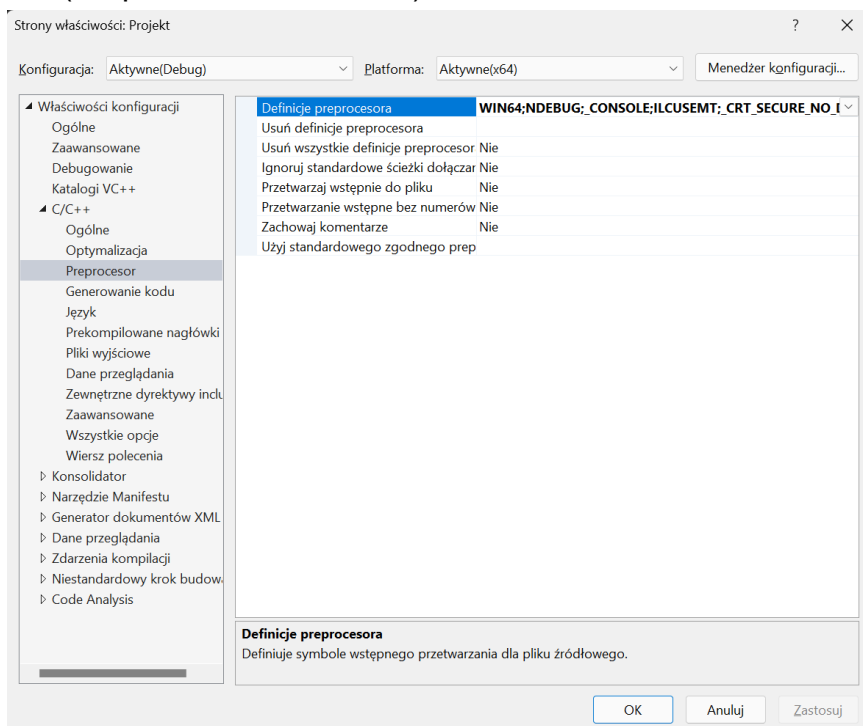 Strony właściwości: Projekt ? ×
Konfiguracja: Aktywne(Debug) Platforma: Aktywne(x64) Menedżer konfiguracji...
Właściwości konfiguracji
Ogólne
Zaawansowane
Debugowanie
Katalogi VC++
C/C++
Ogólne
Optymalizacja
Preprocesor
Generowanie kodu
Język
Prekompilowane nagłówki
Pliki wyjściowe
Dane przeglądania
Zewnętrzne dyrektywy inclu
Zaawansowane
Wszystkie opcje
Wiersz polecenia
Konsolidator
Narzędzie Manifestu
Generator dokumentów XML
Dane przeglądania
Zdarzenia kompilacji
Niestandardowy krok budow
Code Analysis
Definicje preprocesora WIN64;NDEBUG;_CONSOLE;ILCUSEMT;_CRT_SECURE_NO_
Usuń definicje preprocesora
Usuń wszystkie definicje preprocesor Nie
Ignoruj standardowe ścieżki dołączar Nie
Przetwarzaj wstępnie do pliku Nie
Przetwarzanie wstępne bez numerów Nie
Zachowaj komentarze Nie
Użyj standardowego zgodnego prep
Definicje preprocesora
Definiuje symbole wstępnego przetwarzania dla pliku źródłowego.
OK Anuluj Zastosuj